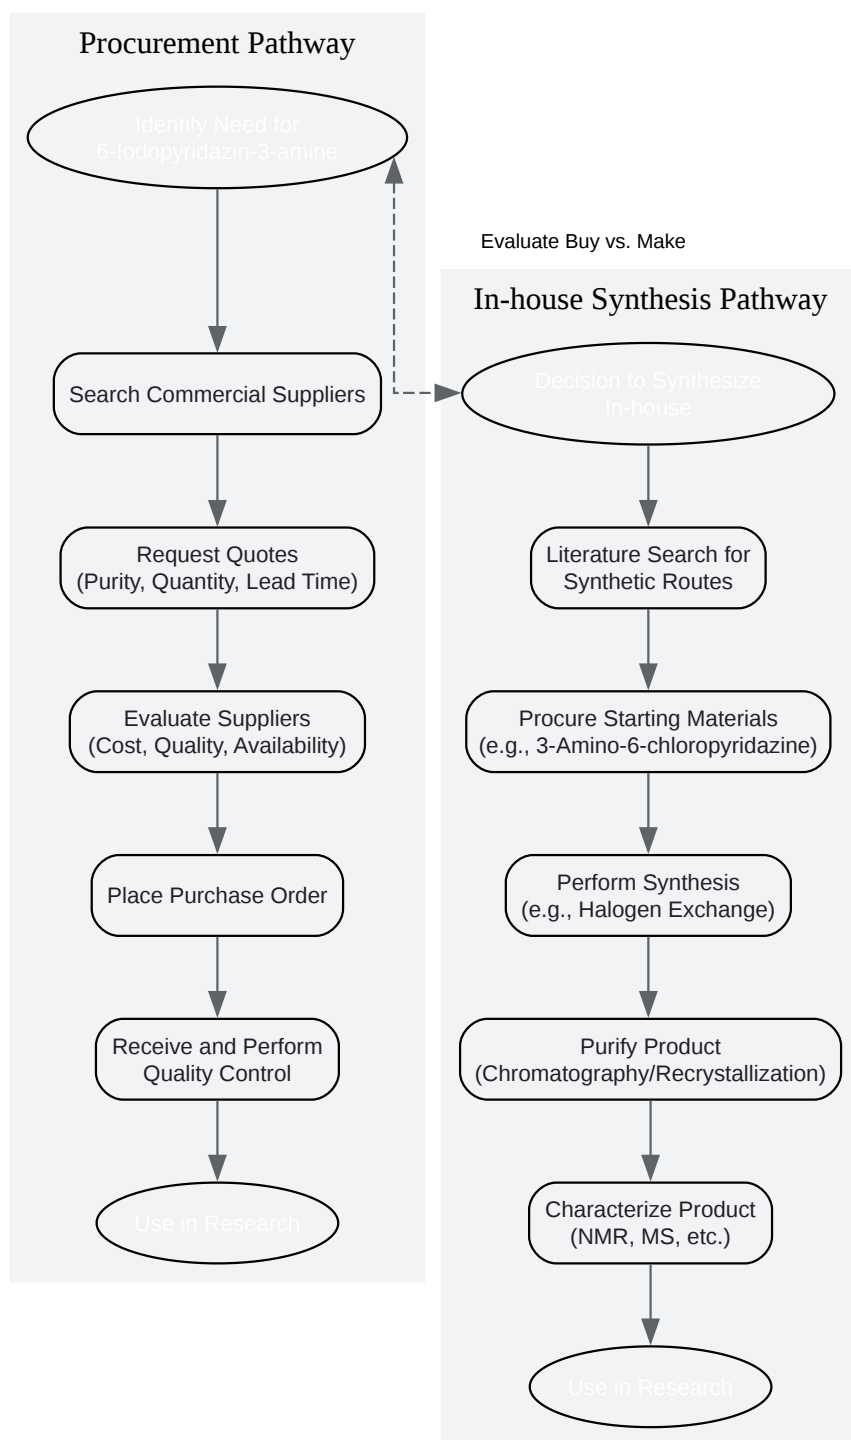 Procurement Pathway
Identify Need for
6-Iodopyridazin-3-amine
Search Commercial Suppliers
Request Quotes
(Purity, Quantity, Lead Time)
Evaluate Suppliers
(Cost, Quality, Availability)
Place Purchase Order
Receive and Perform
Quality Control
Use in Research
Evaluate Buy vs. Make
In-house Synthesis Pathway
Decision to Synthesize
In-house
Literature Search for
Synthetic Routes
Procure Starting Materials
(e.g., 3-Amino-6-chloropyridazine)
Perform Synthesis
(e.g., Halogen Exchange)
Purify Product
(Chromatography/Recrystallization)
Characterize Product
(NMR, MS, etc.)
Use in Research